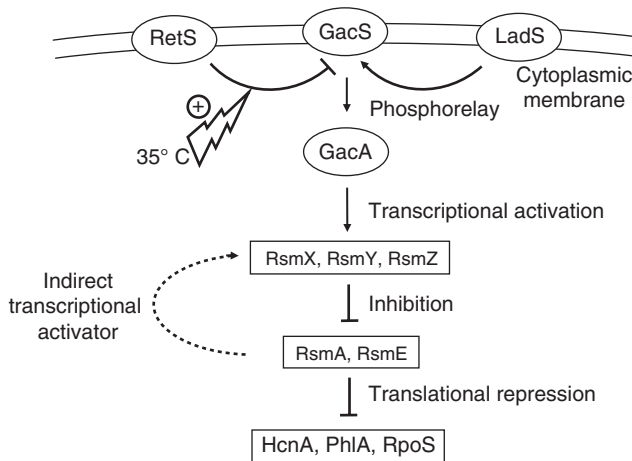 RetS
GacS
LadS
Cytoplasmic
membrane
+
35° C
Phosphorelay
GacA
Transcriptional activation
RsmX, RsmY, RsmZ
Indirect
transcriptional
activator
Inhibition
RsmA, RsmE
Translational repression
HcnA, PhlA, RpoS